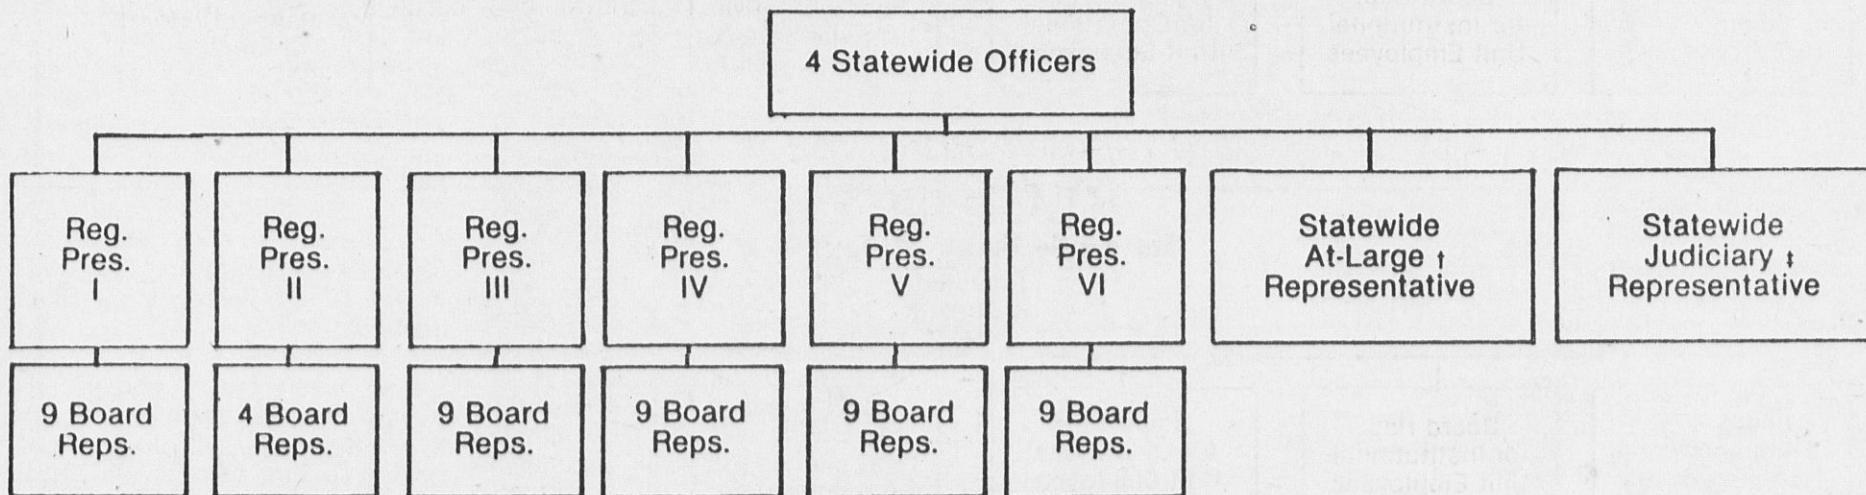 4 Statewide Officers
Reg.
Pres.
I
Reg.
Pres.
II
Reg.
Pres.
III
Reg.
Pres.
IV
Reg.
Pres.
V
Reg.
Pres.
VI
Statewide
At-Large †
Representative
Statewide
Judiciary ‡
Representative
9 Board
Reps.
4 Board
Reps.
9 Board
Reps.
9 Board
Reps.
9 Board
Reps.
9 Board
Reps.